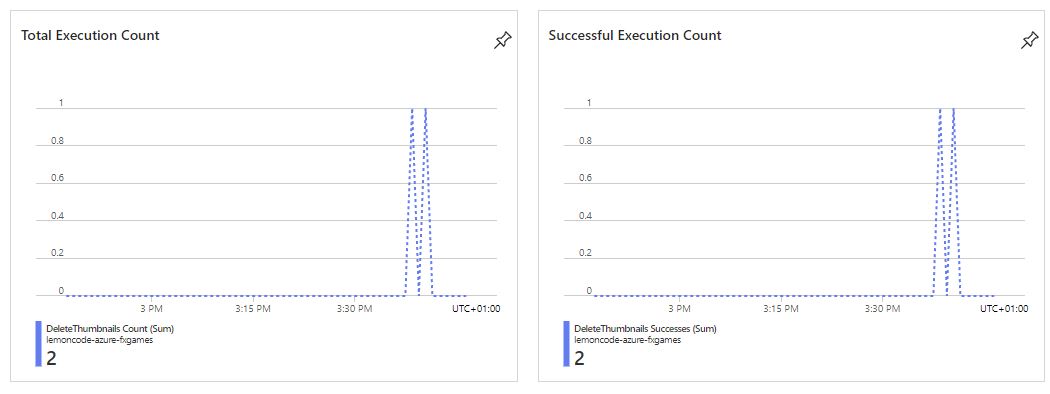 Total Execution Count
1
0.8
0.6
0.4
0.2
0
3 PM 3:15 PM 3:30 PM UTC+01:00
DeleteThumbnails Count (Sum)
lemoncode-azure-fxgames
2
Successful Execution Count
1
0.8
0.6
0.4
0.2
0
3 PM 3:15 PM 3:30 PM UTC+01:00
DeleteThumbnails Successes (Sum)
lemoncode-azure-fxgames
2